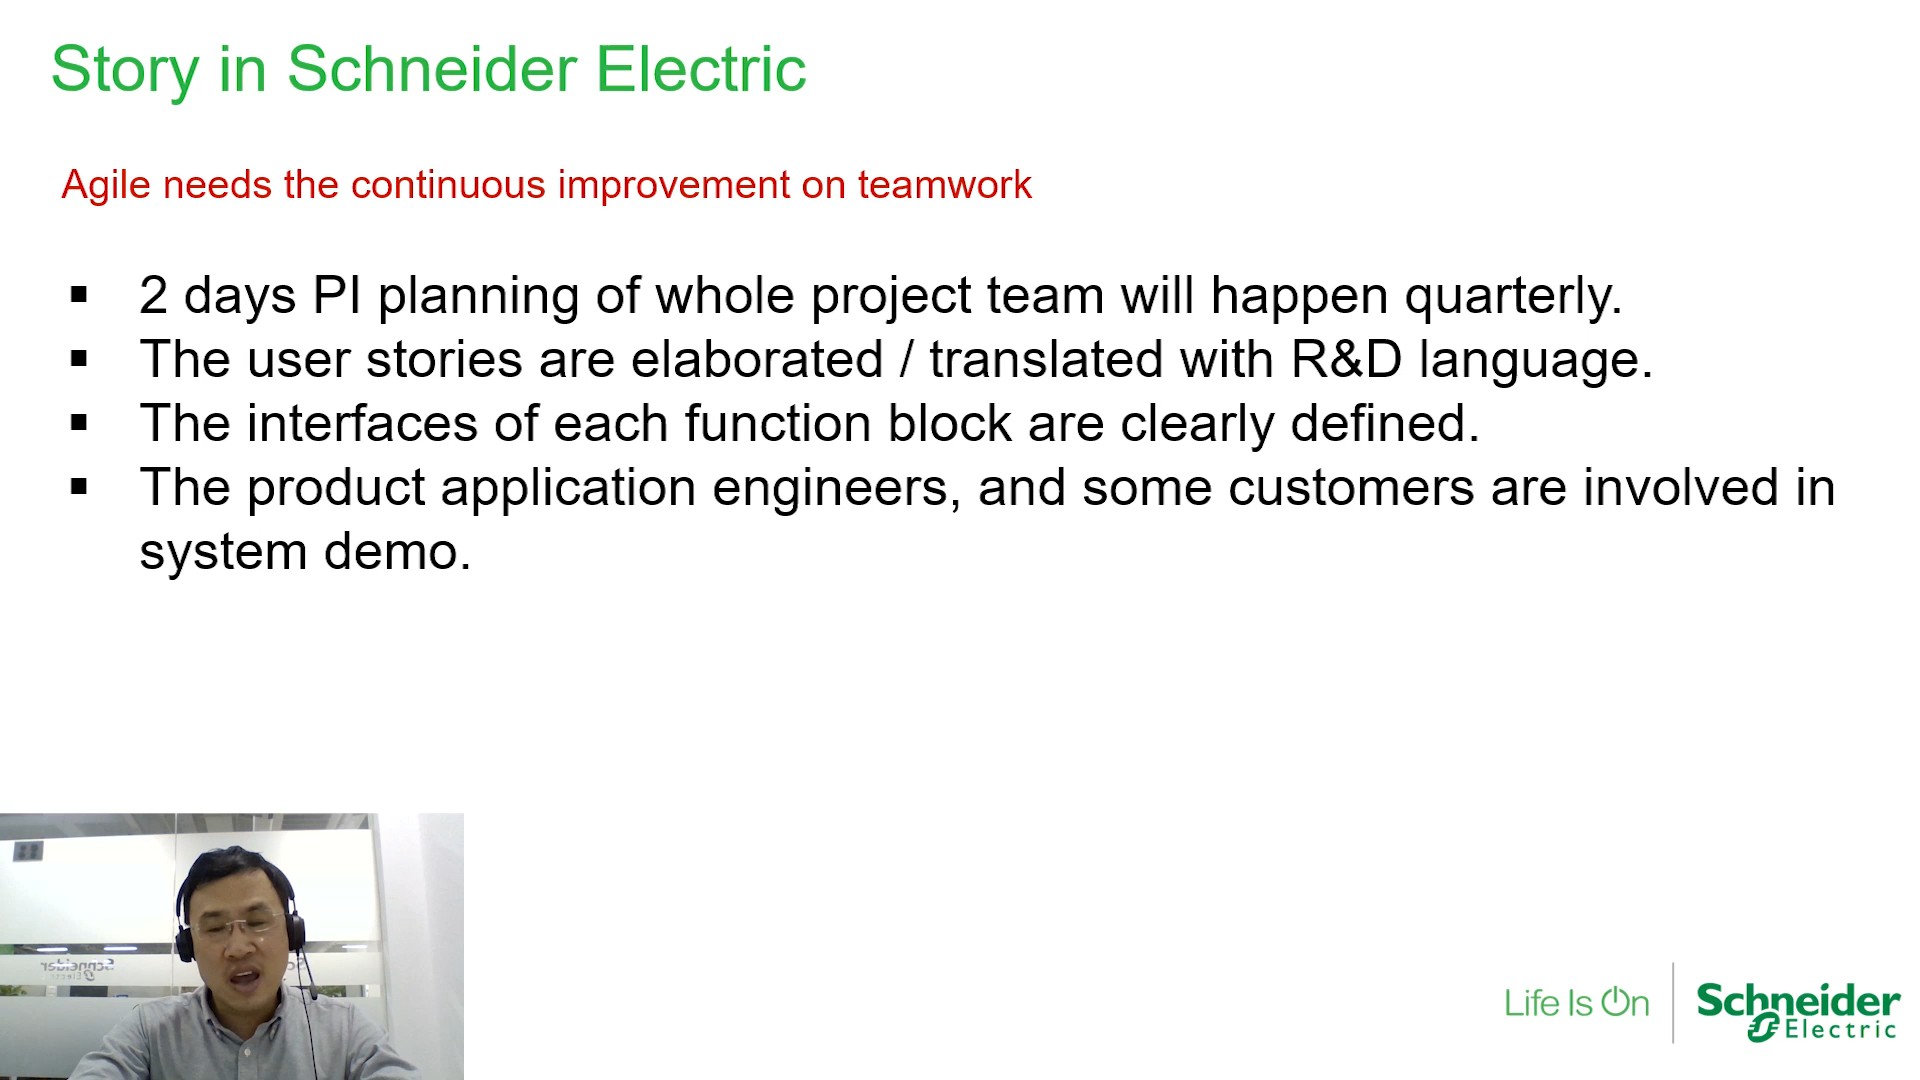 Story in Schneider Electric
Agile needs the continuous improvement on teamwork
▪ 2 days PI planning of whole project team will happen quarterly.
▪ The user stories are elaborated / translated with R&D language.
▪ The interfaces of each function block are clearly defined.
▪ The product application engineers, and some customers are involved in
system demo.
Schneider
Electric
Life Is On
Schneider
Electric